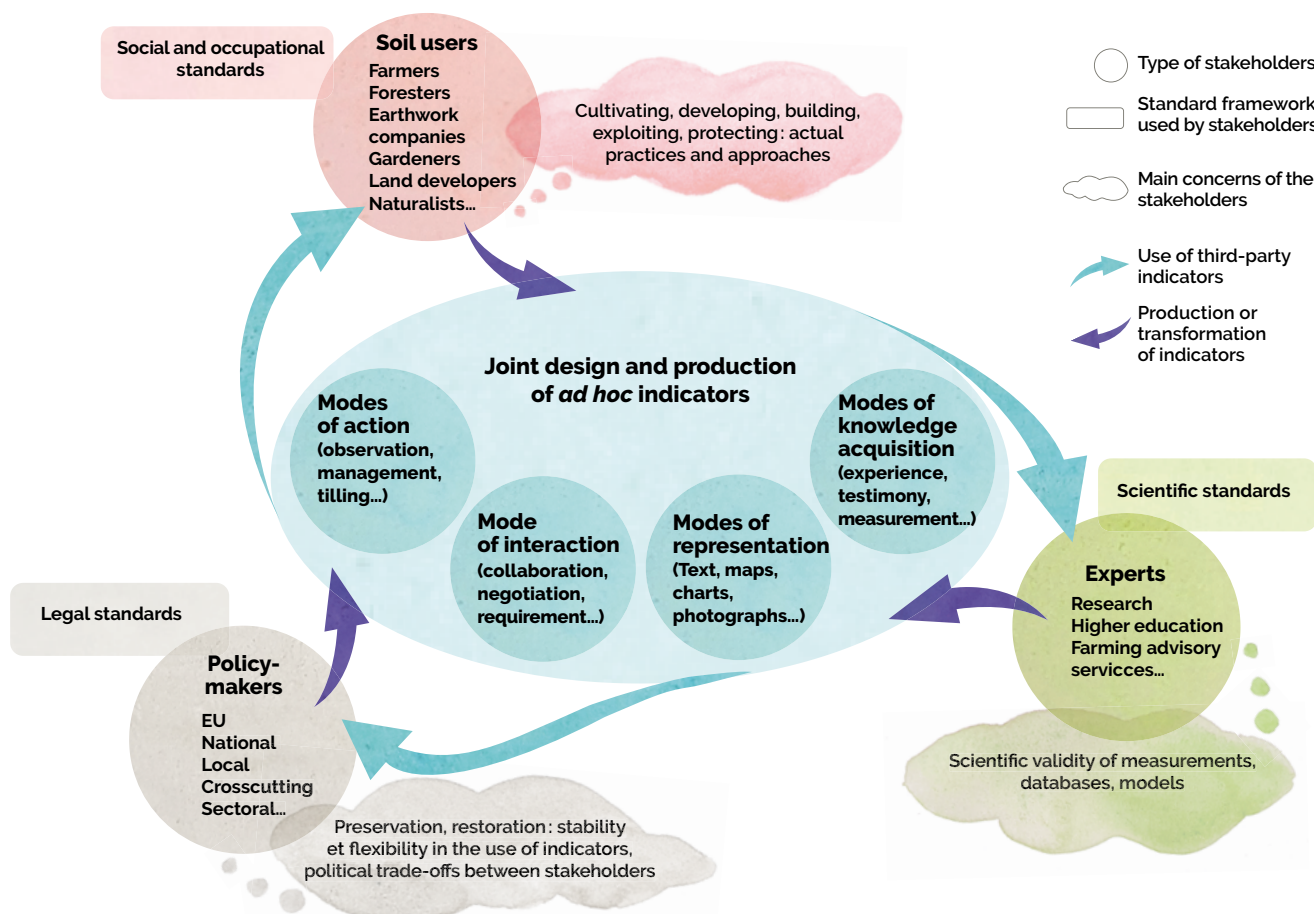 Social and occupational
standards
Soil users
Farmers
Foresters
Earthwork
companies
Gardeners
Land developers
Naturalists...
Cultivating, developing, building,
exploiting, protecting : actual
practices and approaches
Type of stakeholders
Standard framework
used by stakeholders
Main concerns of the
stakeholders
Use of third-party
indicators
Production or
transformation
of indicators
Joint design and production
of ad hoc indicators
Modes
of action
(observation,
management,
tilling...)
Mode
of interaction
(collaboration,
negotiation,
requirement...)
Modes of
representation
(Text, maps,
charts,
photographs...)
Modes of
knowledge
acquisition
(experience,
testimony,
measurement...)
Scientific standards
Experts
Research
Higher education
Farming advisory
servicces...
Scientific validity of measurements,
databases, models
Legal standards
Policy-
makers
EU
National
Local
Crosscutting
Sectoral...
Preservation, restoration : stability
et flexibility in the use of indicators,
political trade-offs between stakeholders